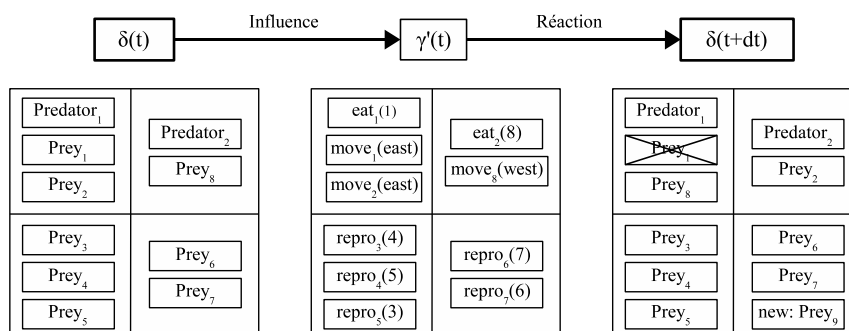 Influence
Réaction
δ(t)
γ'(t)
δ(t+dt)
Predator₁
Prey₁
Prey₂
Predator₂
Prey₈
Prey₃
Prey₄
Prey₅
Prey₆
Prey₇
eat₁(1)
move₁(east)
move₂(east)
eat₂(8)
move₈(west)
repro₃(4)
repro₄(5)
repro₅(3)
repro₆(7)
repro₇(6)
Predator₁
Prey₁
Prey₈
Predator₂
Prey₂
Prey₃
Prey₄
Prey₅
Prey₆
Prey₇
new: Prey₉